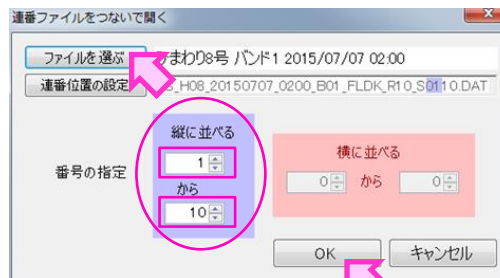 連番ファイルをつないで開く
ファイルを選ぶ
ひまわり8号 バンド1 2015/07/07 02:00
連番位置の設定
S_H08_20150707_0200_B01_FLDK_R10_S0110.DAT
縦に並べる
番号の指定
1
から
10
横に並べる
0 から 0
OK キャンセル